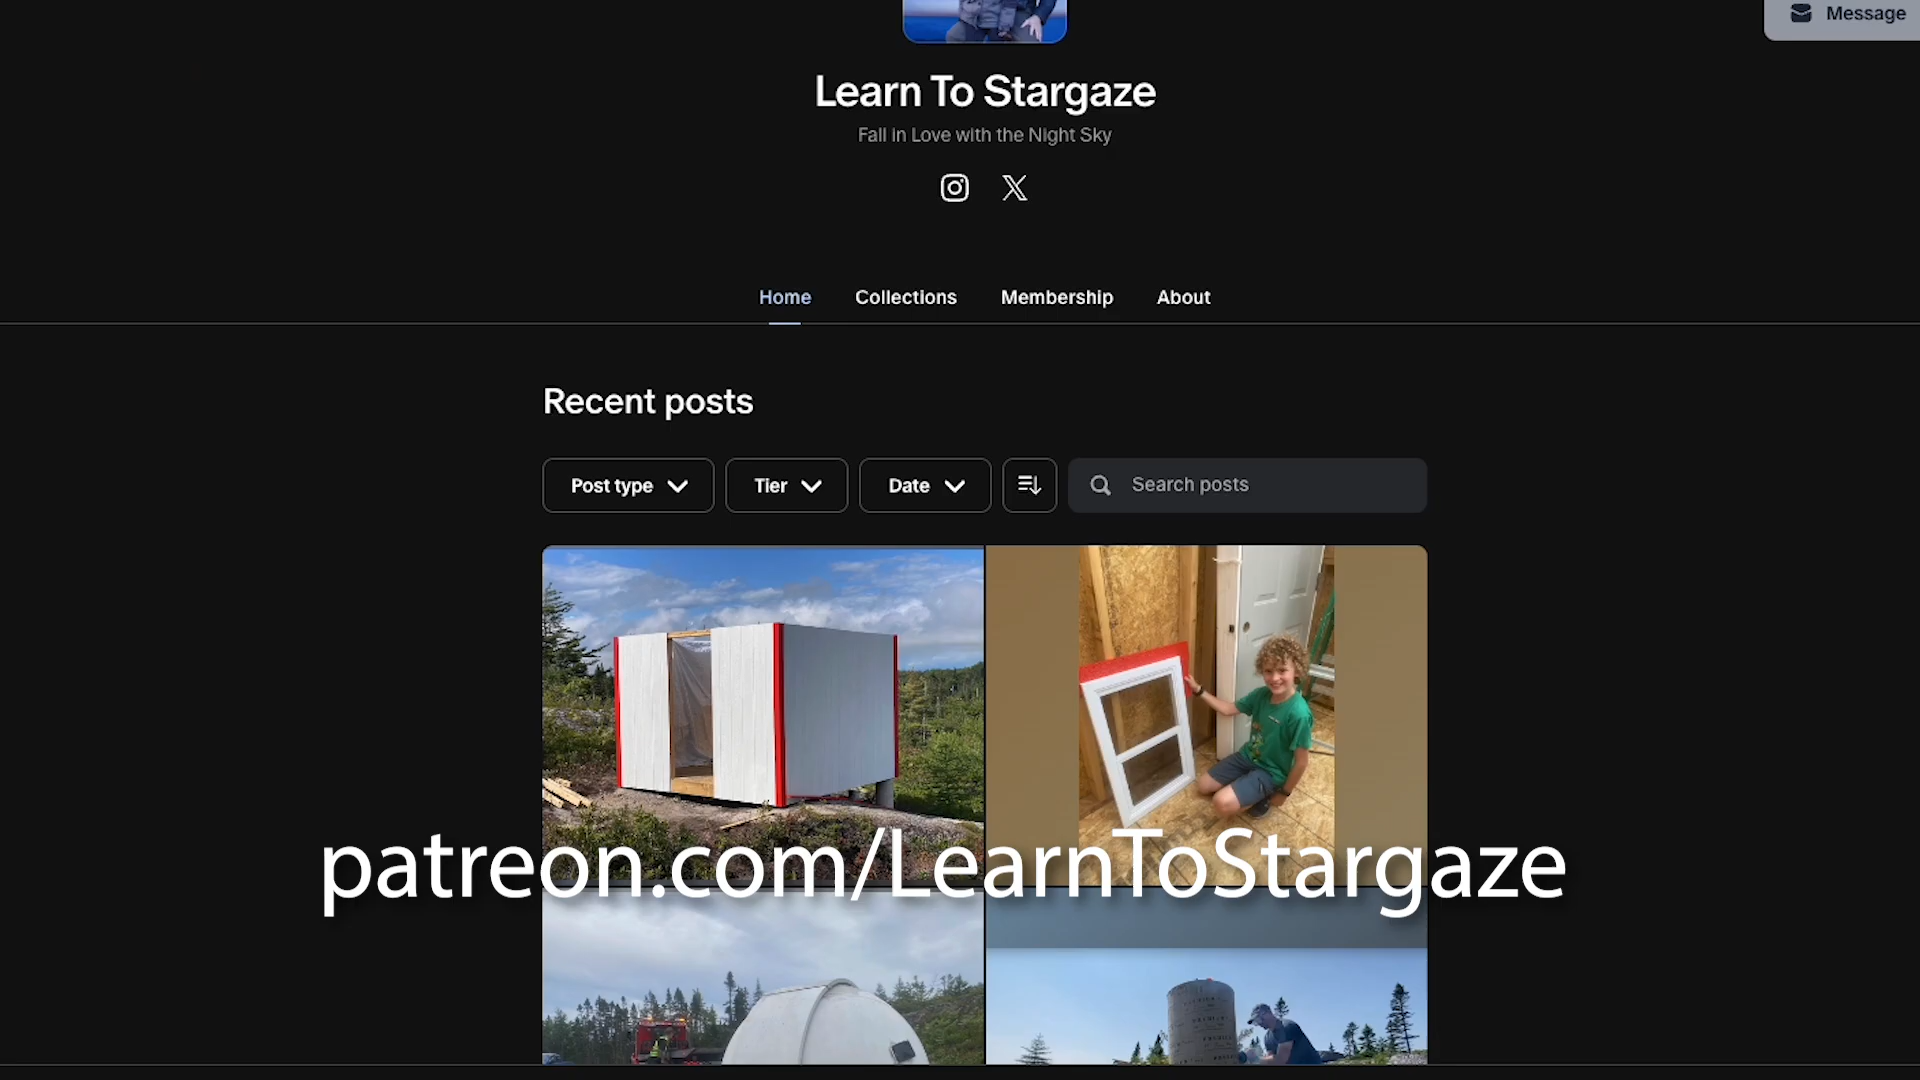 Message
Learn To Stargaze
Fall in Love with the Night Sky
Home Collections Membership About
Recent posts
Post type Tier Date Search posts
patreon.com/LearnToStargaze